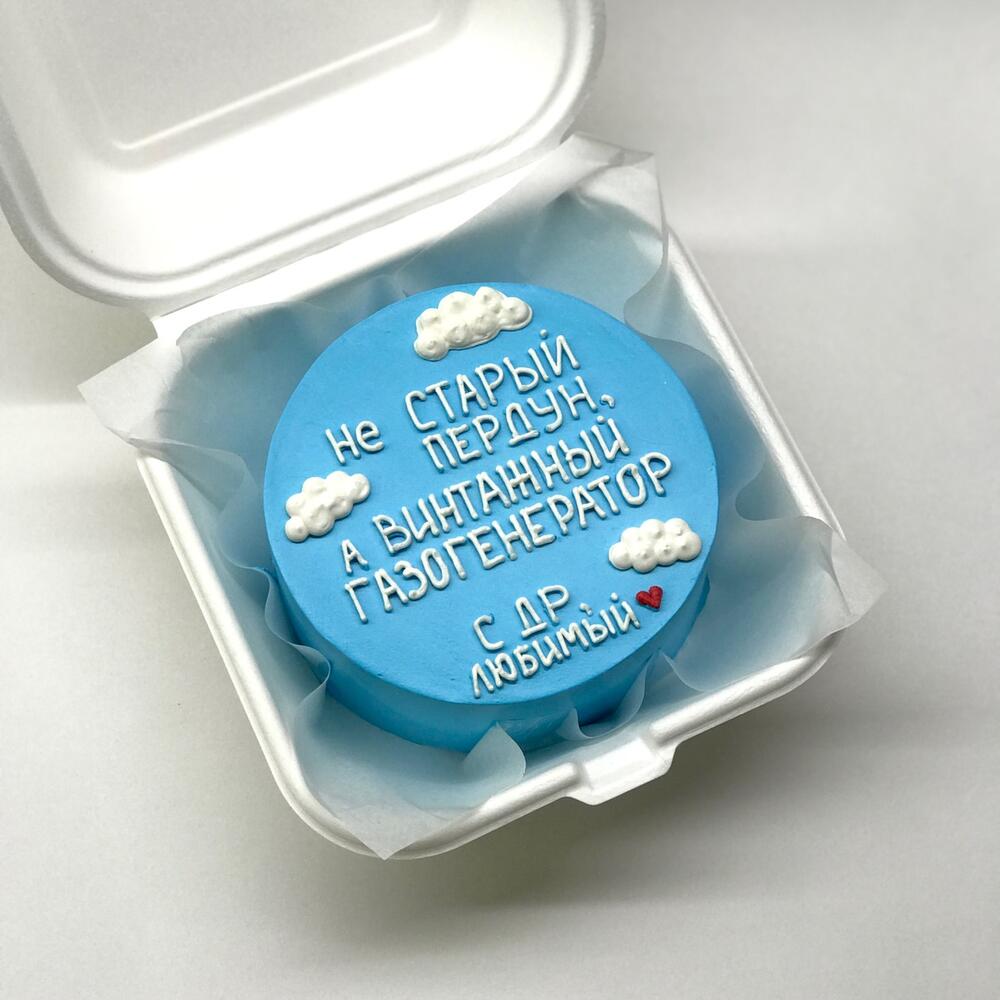 не СТАРЫЙ
ПЕРДУН,
А ВИНТАЖНЫЙ
ГАЗОГЕНЕРАТОР
С ДР
ЛЮБИМЫЙ